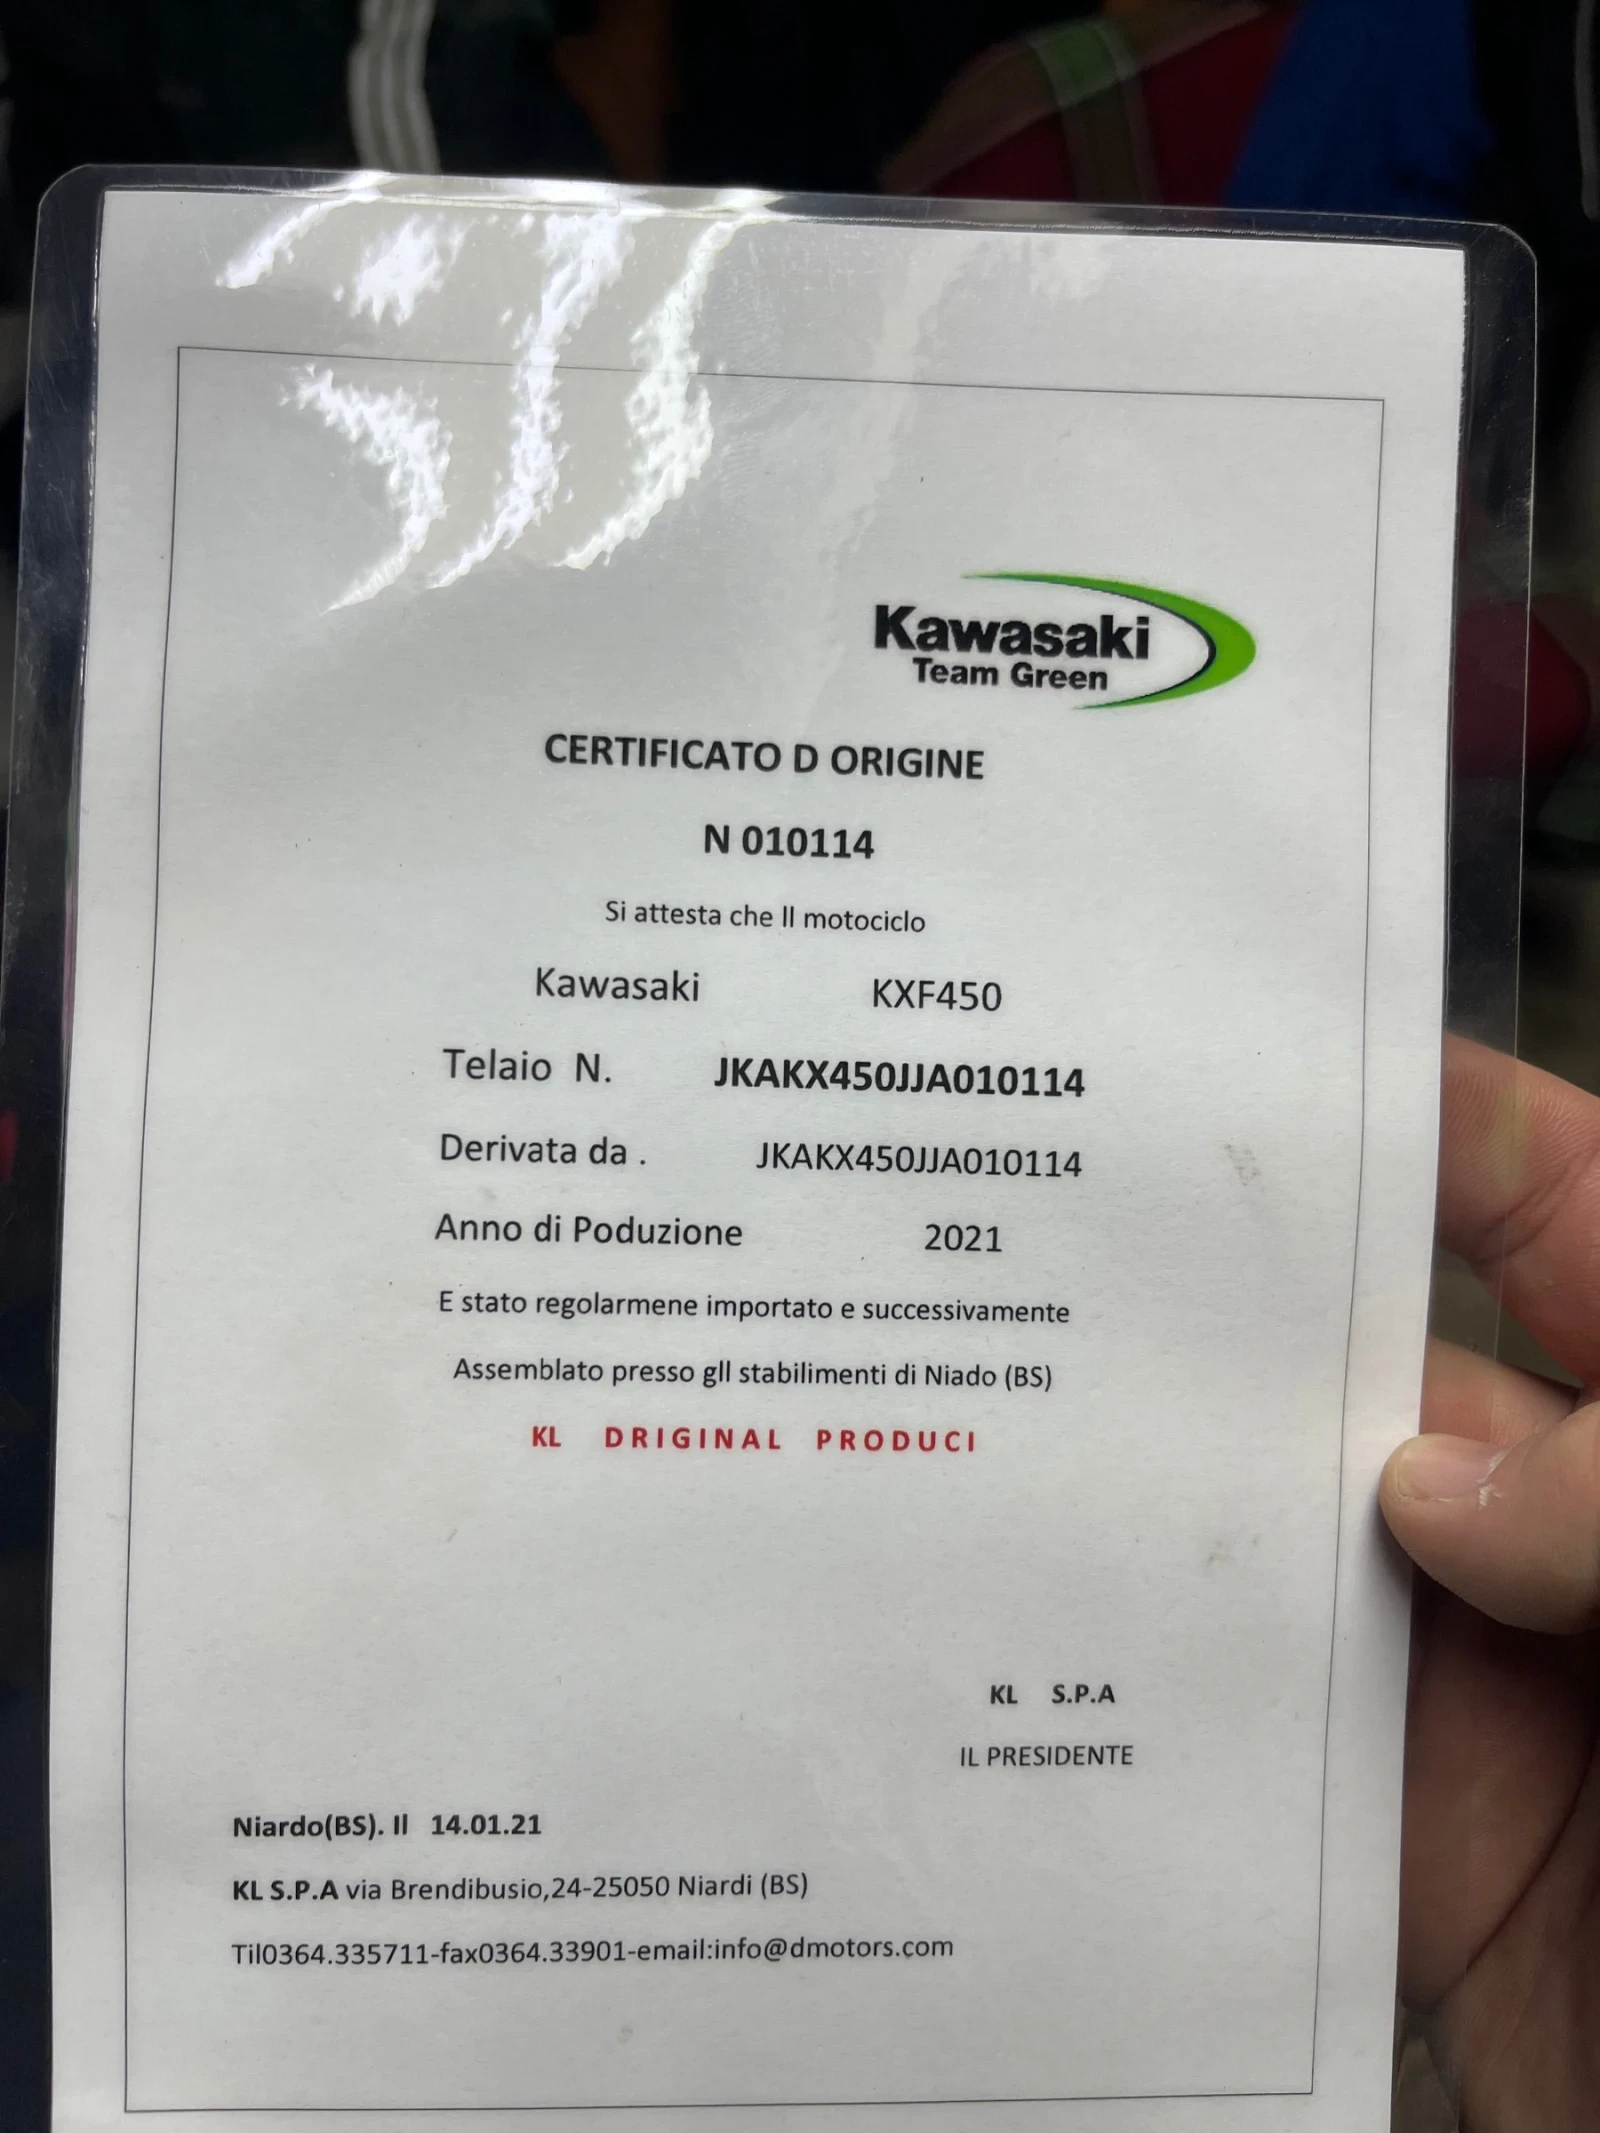 Kawasaki
Team Green
CERTIFICATO D ORIGINE
N 010114
Si attesta che ll motociclo
Kawasaki KXF450
Telaio N. JKAKX450JJA010114
Derivata da . JKAKX450JJA010114
Anno di Poduzione 2021
E stato regolarmene importato e successivamente
Assemblato presso gll stabilimenti di Niado (BS)
KL DRIGINAL PRODUCI
KL S.P.A
IL PRESIDENTE
Niardo(BS). Il 14.01.21
KL S.P.A via Brendibusio,24-25050 Niardi (BS)
Til0364.335711-fax0364.33901-email:info@dmotors.com